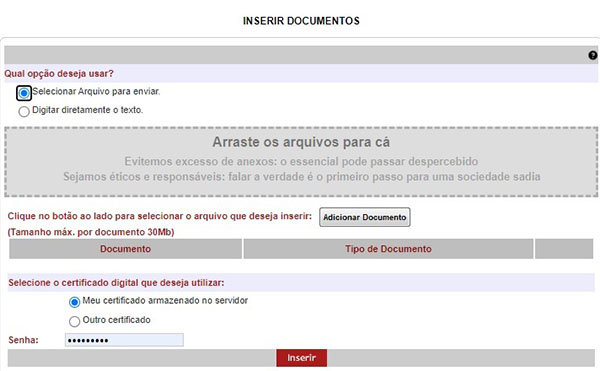 INSERIR DOCUMENTOS
?
Qual opção deseja usar?
Selecionar Arquivo para enviar.
Digitar diretamente o texto.
Arraste os arquivos para cá
Evitemos excesso de anexos: o essencial pode passar despercebido
Sejamos éticos e responsáveis: falar a verdade é o primeiro passo para uma sociedade sadia
Clique no botão ao lado para selecionar o arquivo que deseja inserir: Adicionar Documento
(Tamanho máx. por documento 30Mb)
Documento Tipo de Documento
Selecione o certificado digital que deseja utilizar:
Meu certificado armazenado no servidor
Outro certificado
Senha: •••••••••
Inserir